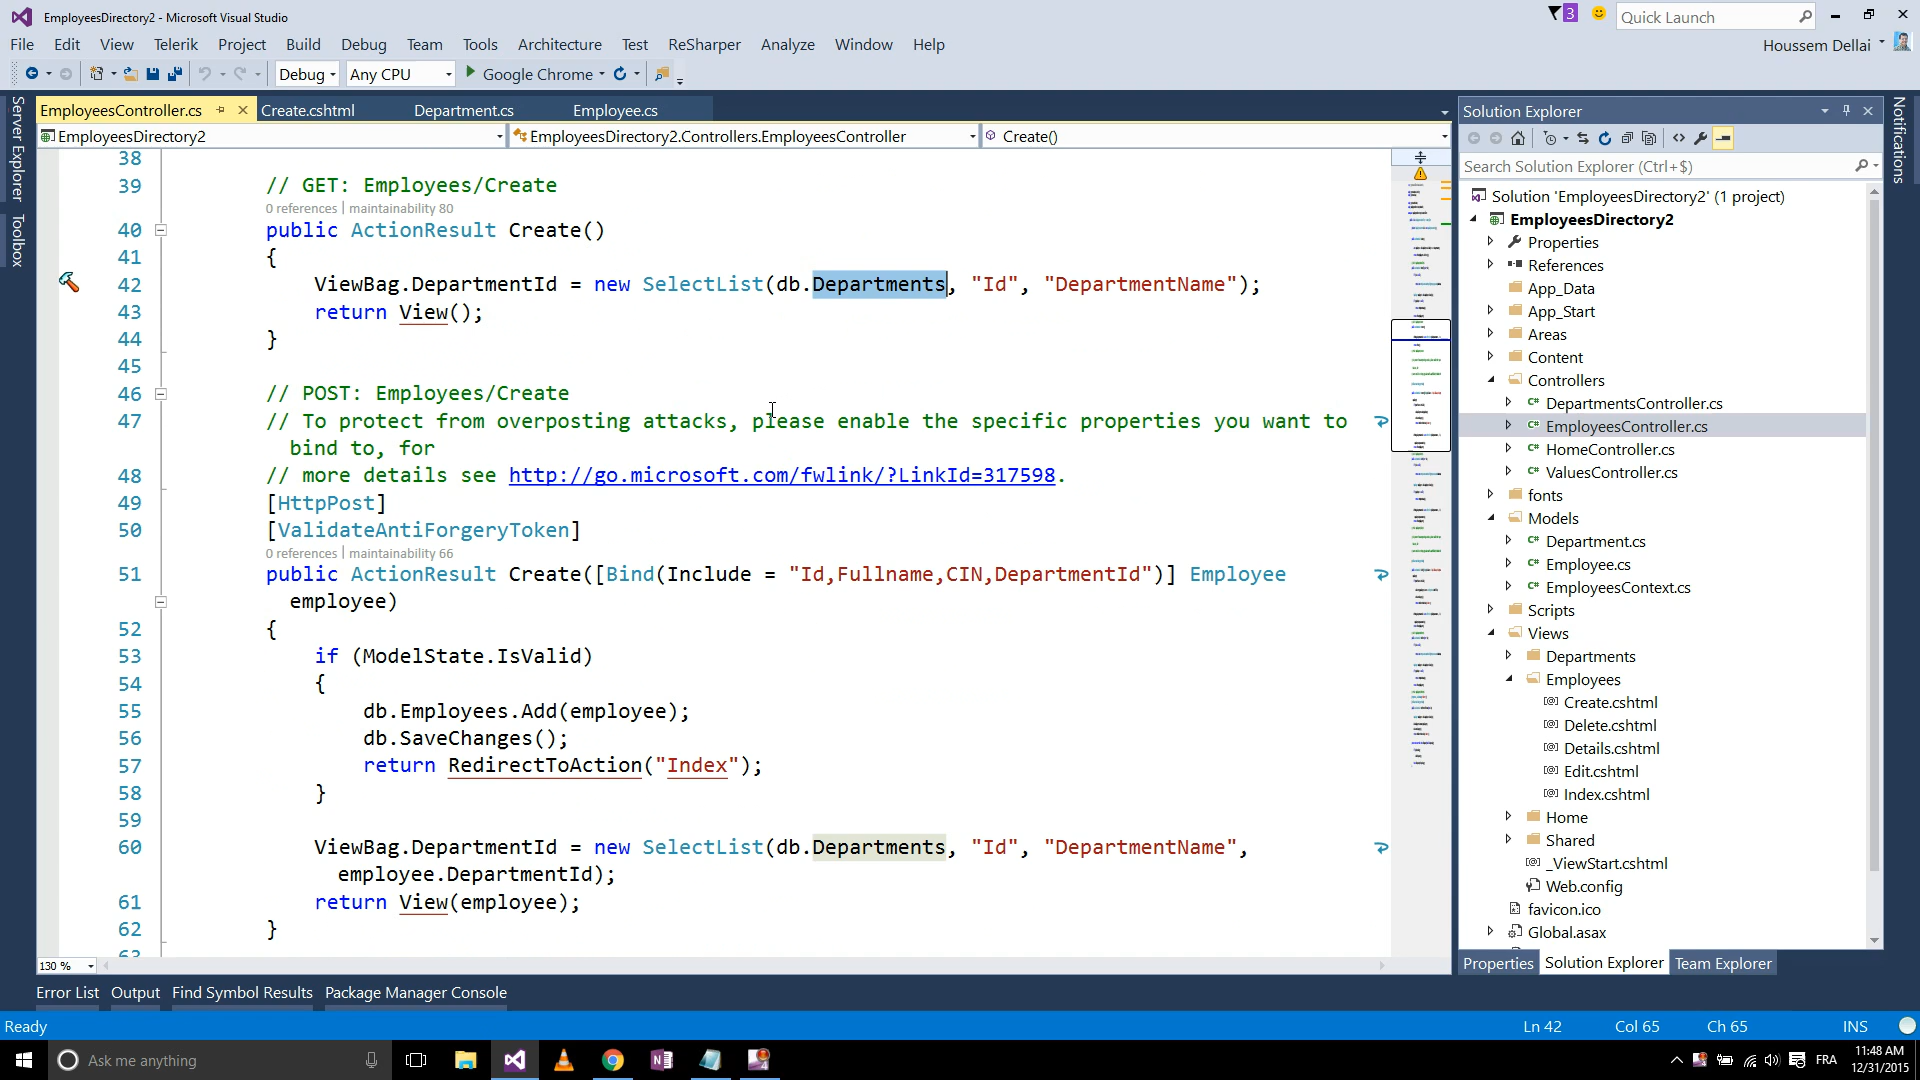 EmployeesDirectory2 - Microsoft Visual Studio
3
Quick Launch
File Edit View Telerik Project Build Debug Team Tools Architecture Test ReSharper Analyze Window Help
Houssem Dellai
Debug Any CPU Google Chrome
Server Explorer
Toolbox
EmployeesController.cs Create.cshtml Department.cs Employee.cs
EmployeesDirectory2 EmployeesDirectory2.Controllers.EmployeesController Create()
38
39 // GET: Employees/Create
0 references | maintainability 80
40 public ActionResult Create()
41 {
42 ViewBag.DepartmentId = new SelectList(db.Departments, "Id", "DepartmentName");
43 return View();
44 }
45
46 // POST: Employees/Create
47 // To protect from overposting attacks, please enable the specific properties you want to
bind to, for
48 // more details see http://go.microsoft.com/fwlink/?LinkId=317598.
49 [HttpPost]
50 [ValidateAntiForgeryToken]
0 references | maintainability 66
51 public ActionResult Create([Bind(Include = "Id,Fullname,CIN,DepartmentId")] Employee
employee)
52 {
53 if (ModelState.IsValid)
54 {
55 db.Employees.Add(employee);
56 db.SaveChanges();
57 return RedirectToAction("Index");
58 }
59
60 ViewBag.DepartmentId = new SelectList(db.Departments, "Id", "DepartmentName",
employee.DepartmentId);
61 return View(employee);
62 }
63
130 %
Solution Explorer
Search Solution Explorer (Ctrl+$)
Solution 'EmployeesDirectory2' (1 project)
EmployeesDirectory2
Properties
References
App_Data
App_Start
Areas
Content
Controllers
DepartmentsController.cs
EmployeesController.cs
HomeController.cs
ValuesController.cs
fonts
Models
Department.cs
Employee.cs
EmployeesContext.cs
Scripts
Views
Departments
Employees
Create.cshtml
Delete.cshtml
Details.cshtml
Edit.cshtml
Index.cshtml
Home
Shared
_ViewStart.cshtml
Web.config
favicon.ico
Global.asax
Properties Solution Explorer Team Explorer
Notifications
Error List Output Find Symbol Results Package Manager Console
Ready Ln 42 Col 65 Ch 65 INS
Ask me anything
FRA
11:48 AM
12/31/2015